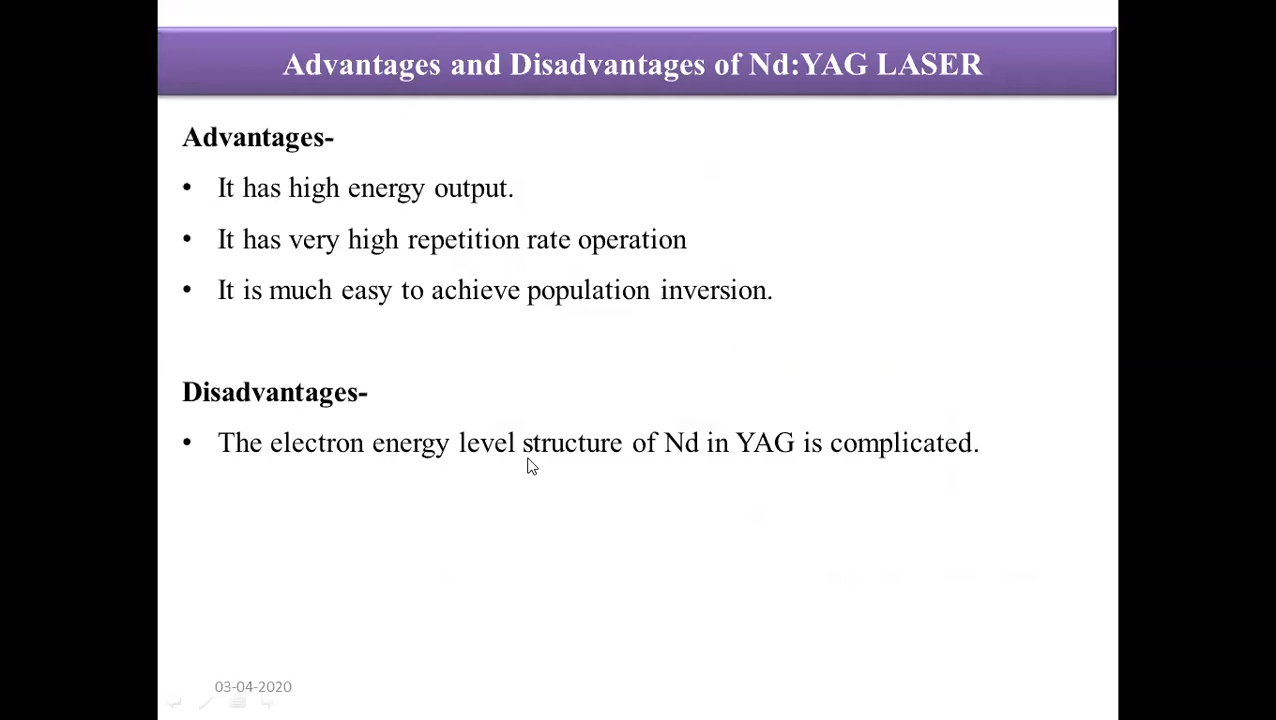 Advantages and Disadvantages of Nd:YAG LASER
Advantages-
• It has high energy output.
• It has very high repetition rate operation
• It is much easy to achieve population inversion.
Disadvantages-
• The electron energy level structure of Nd in YAG is complicated.
03-04-2020